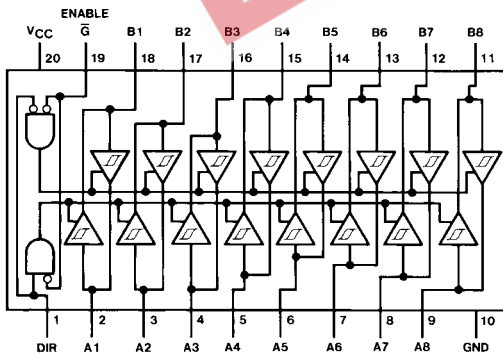 ENABLE
VCC G B1 B2 B3 B4 B5 B6 B7 B8
20 19 18 17 16 15 14 13 12 11
1 2 3 4 5 6 7 8 9 10
DIR A1 A2 A3 A4 A5 A6 A7 A8 GND